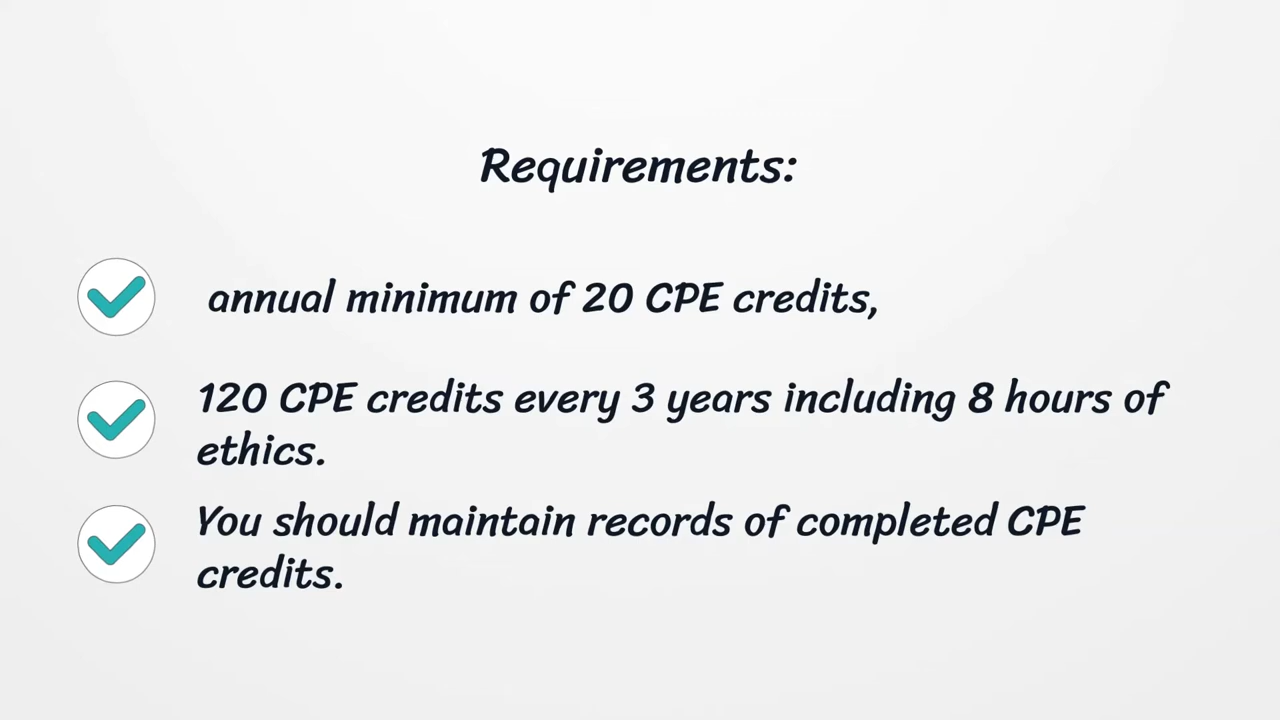 Requirements:
annual minimum of 20 CPE credits,
120 CPE credits every 3 years including 8 hours of
ethics.
You should maintain records of completed CPE
credits.